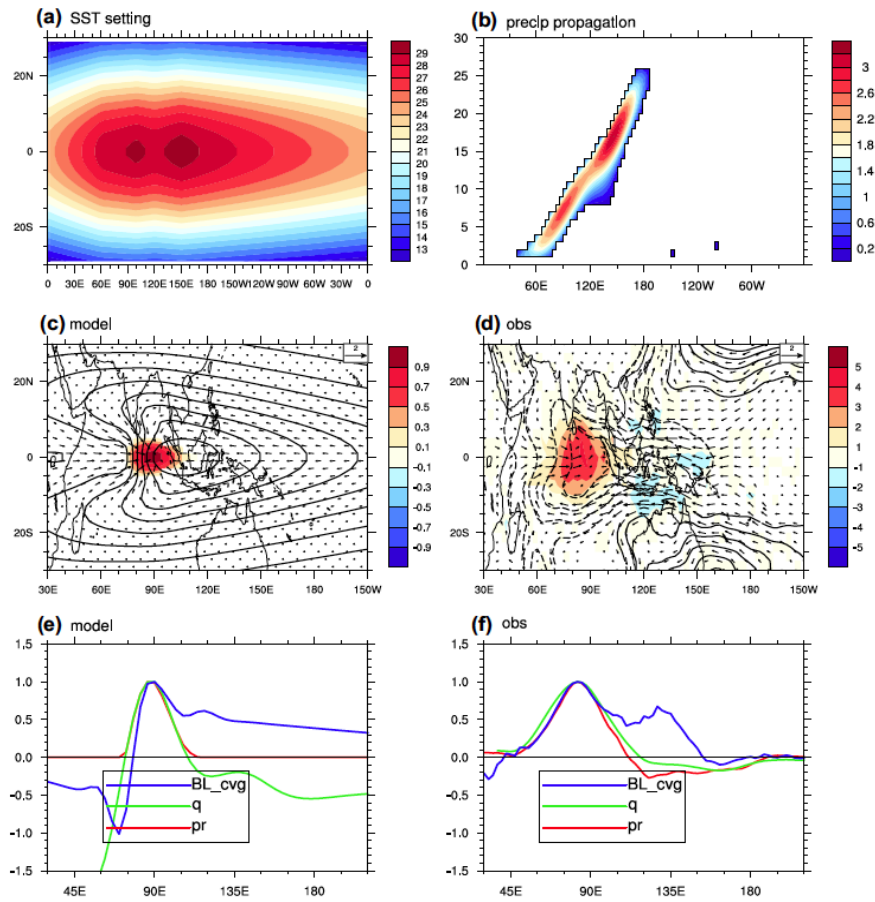 (a) SST setting
(b) precip propagation
29
28
27
26
25
24
23
22
21
20
19
18
17
16
15
14
13
20N
0
20S
0 30E 60E 90E 120E 150E 180 150W 120W 90W 60W 30W 0
30
25
20
15
10
5
0
60E 120E 180 120W 60W
3
2.6
2.2
1.8
1.4
1
0.6
0.2
(c) model
(d) obs
2
20N
0
20S
30E 60E 90E 120E 150E 180 150W
0.9
0.7
0.5
0.3
0.1
-0.1
-0.3
-0.5
-0.7
-0.9
2
20N
0
20S
30E 60E 90E 120E 150E 180 150W
5
4
3
2
1
-1
-2
-3
-4
-5
(e) model
(f) obs
1.5
1.0
0.5
0.0
-0.5
-1.0
-1.5
BL_cvg
q
pr
45E 90E 135E 180
1.5
1.0
0.5
0.0
-0.5
-1.0
-1.5
BL_cvg
q
pr
45E 90E 135E 180